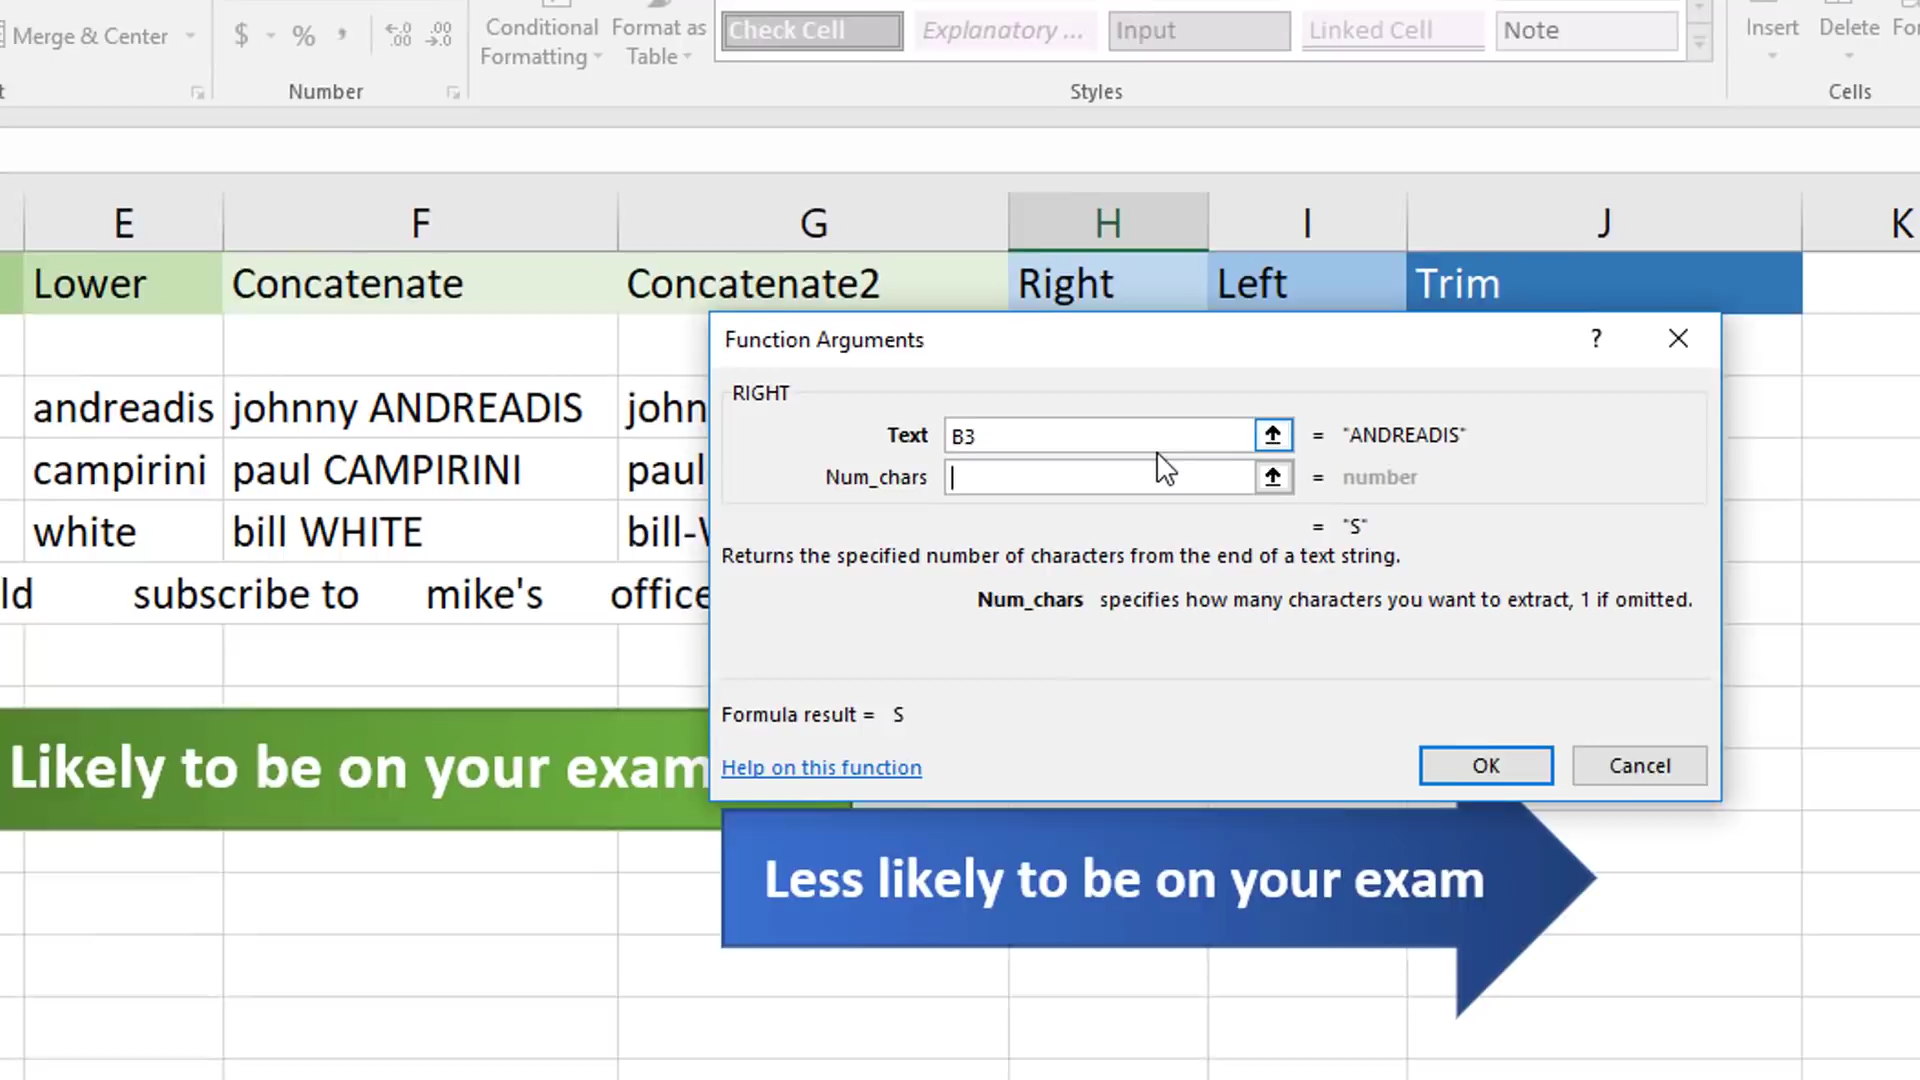 Merge & Center
$ % ,
Conditional Formatting
Format as Table
Check Cell
Explanatory ...
Input
Linked Cell
Note
Insert
Delete
Number
Styles
Cells
E F G H I J K
Lower Concatenate Concatenate2 Right Left Trim
andreadis johnny ANDREADIS john
campirini paul CAMPIRINI paul
white bill WHITE bill-
ld subscribe to mike's office
Function Arguments ?
RIGHT
Text B3 = "ANDREADIS"
Num_chars = number
= "S"
Returns the specified number of characters from the end of a text string.
Num_chars specifies how many characters you want to extract, 1 if omitted.
Formula result = S
Help on this function
OK Cancel
Likely to be on your exam
Less likely to be on your exam